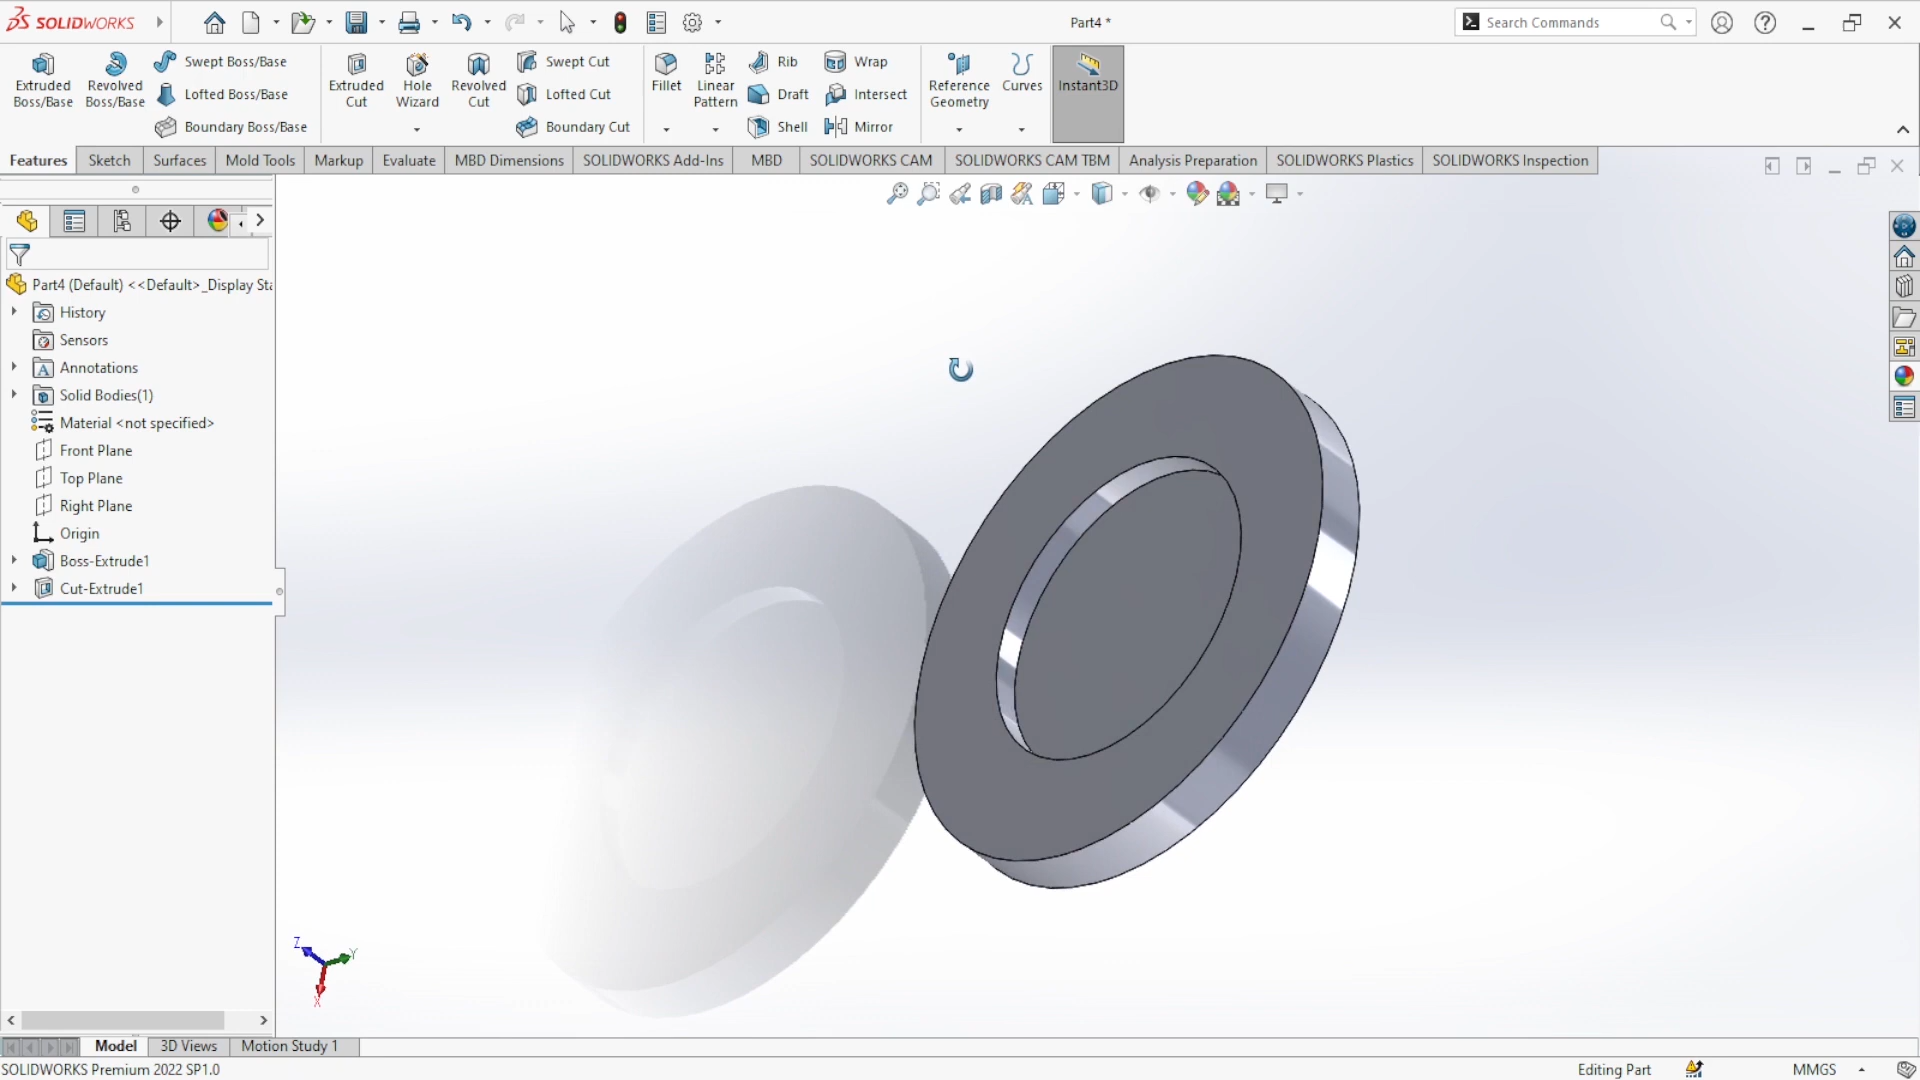 SOLIDWORKS
Part4 *
Search Commands
Extruded Boss/Base
Revolved Boss/Base
Swept Boss/Base
Lofted Boss/Base
Boundary Boss/Base
Extruded Cut
Hole Wizard
Revolved Cut
Swept Cut
Lofted Cut
Boundary Cut
Fillet
Linear Pattern
Rib
Draft
Shell
Wrap
Intersect
Mirror
Reference Geometry
Curves
Instant3D
Features
Sketch
Surfaces
Mold Tools
Markup
Evaluate
MBD Dimensions
SOLIDWORKS Add-Ins
MBD
SOLIDWORKS CAM
SOLIDWORKS CAM TBM
Analysis Preparation
SOLIDWORKS Plastics
SOLIDWORKS Inspection
Part4 (Default) <<Default>_Display Sta
History
Sensors
Annotations
Solid Bodies(1)
Material <not specified>
Front Plane
Top Plane
Right Plane
Origin
Boss-Extrude1
Cut-Extrude1
Z
Y
X
Model
3D Views
Motion Study 1
SOLIDWORKS Premium 2022 SP1.0
Editing Part
MMGS